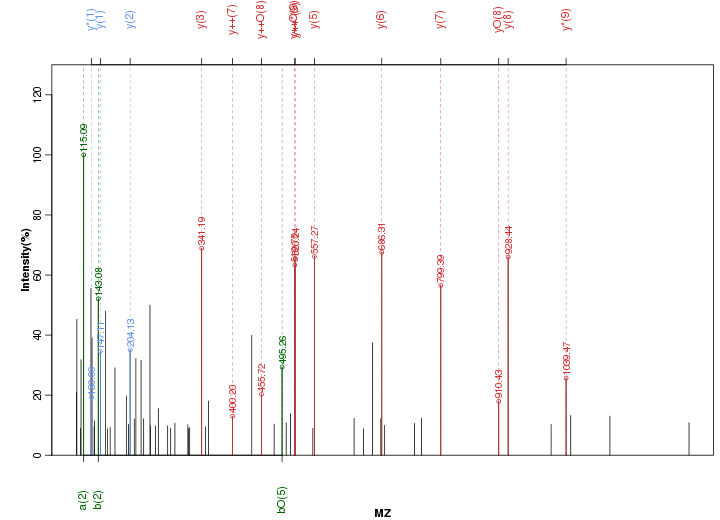 y*(1)
y(1)
y(2)
y(3)
y++(7)
y++O(8)
y(5)
y(6)
y(7)
yO(8)
y(8)
y*(9)
115.09
143.08
147.11
204.13
341.19
400.20
455.72
495.26
557.27
686.31
799.39
910.43
928.44
1039.47
Intensity(%)
0
20
40
60
80
100
120
a(2)
b(2)
bO(5)
MZ